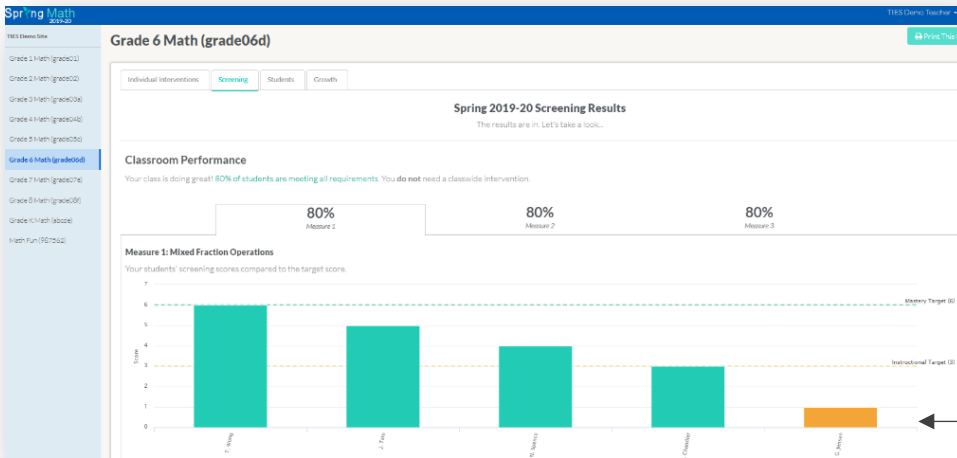 Spring Math
2019-20
TIES Demo Teacher
TIES Demo Site
Grade 6 Math (grade06d)
Print This
Grade 1 Math (grade01)
Grade 2 Math (grade02)
Grade 3 Math (grade03a)
Grade 4 Math (grade04b)
Grade 5 Math (grade05c)
Grade 6 Math (grade06d)
Grade 7 Math (grade07e)
Grade 8 Math (grade08f)
Grade K Math (abcde)
Math Fun (987562)
Individual Interventions Screening Students Growth
Spring 2019-20 Screening Results
The results are in. Let's take a look...
Classroom Performance
Your class is doing great! 80% of students are meeting all requirements. You do not need a classwide intervention.
80% 80% 80%
Measure 1 Measure 2 Measure 3
Measure 1: Mixed Fraction Operations
Your students' screening scores compared to the target score.
7
6
5
4
3
2
1
0
Score
Mastery Target (6)
Instructional Target (3)
T. Wong
J. Tate
N. Spence
Chandler
G. Jensen